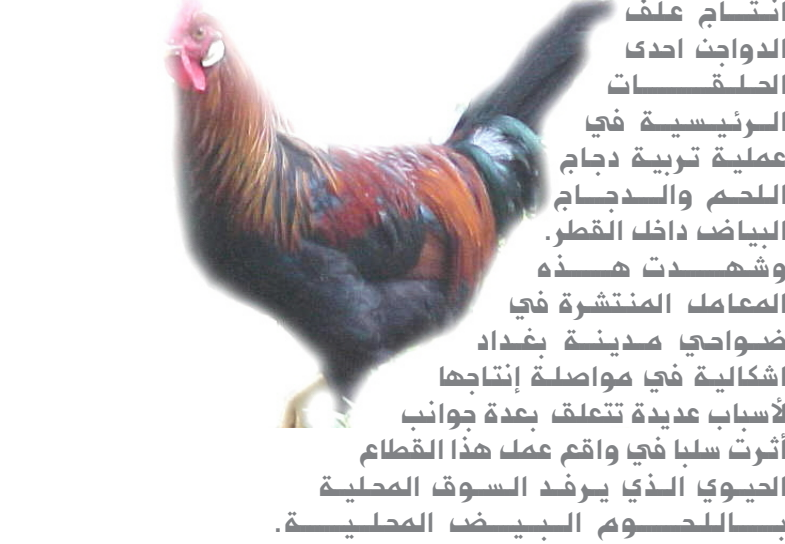 انتاج علف
الدواجن احدى
الحلقات
الرئيسية في
عملية تربية دجاج
اللحم والدجاج
البياض داخل القطر.
وشهدت هذه
المعامل المنتشرة في
ضواحي مدينة بغداد
اشكالية في مواصلة إنتاجها
لأسباب عديدة تتعلق بعدة جوانب
أثرت سلبا في واقع عمل هذا القطاع
الحيوي الذي يرفد السوق المحلية
باللحوم البيض المحلية.